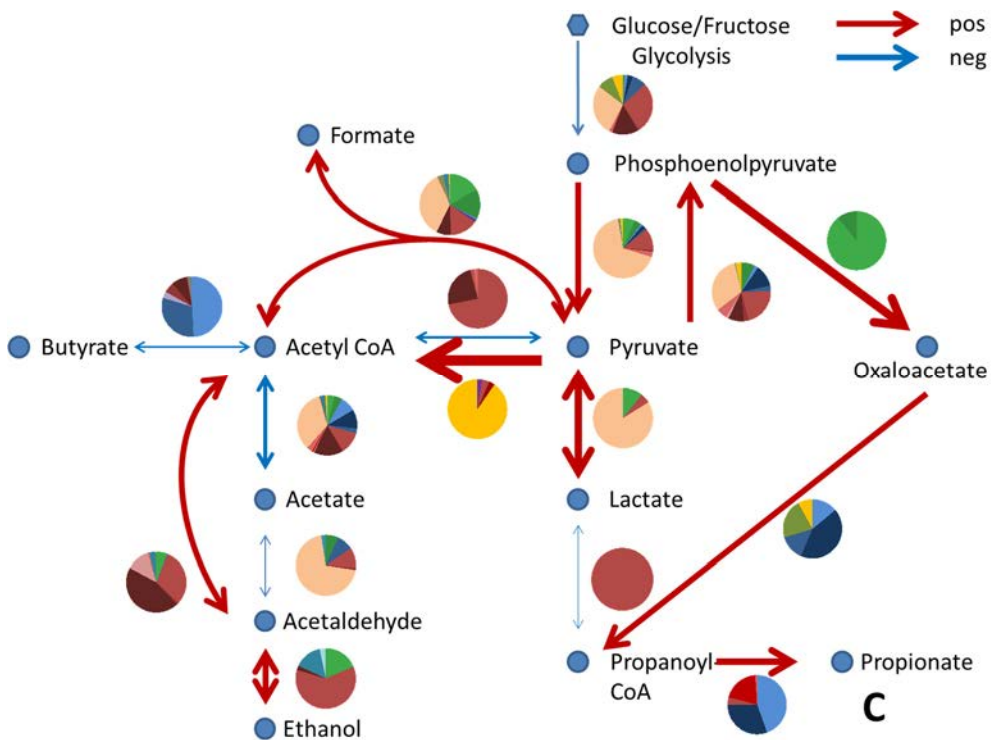 Glucose/Fructose
Glycolysis
pos
neg
Formate
Phosphoenolpyruvate
Butyrate
Acetyl CoA
Pyruvate
Oxaloacetate
Acetate
Lactate
Acetaldehyde
Propanoyl
CoA
Propionate
C
Ethanol